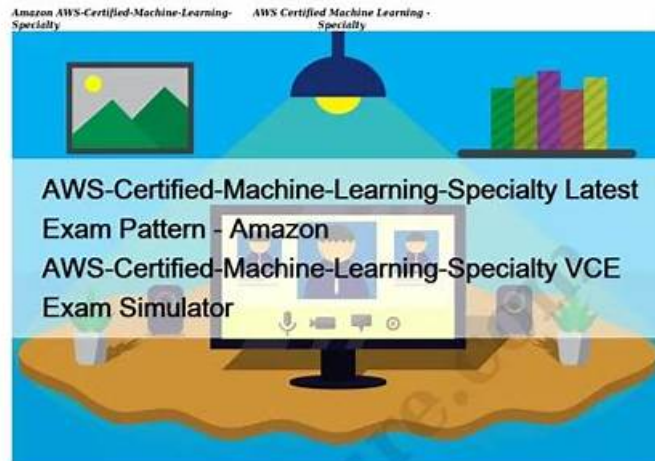 Amazon AWS-Certified-Machine-Learning-
Specialty
AWS Certified Machine Learning -
Specialty
AWS-Certified-Machine-Learning-Specialty Latest
Exam Pattern - Amazon
AWS-Certified-Machine-Learning-Specialty VCE
Exam Simulator